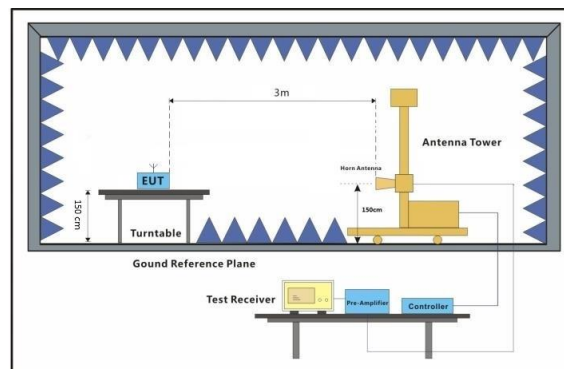 3m
Antenna Tower
Horn Antenna
EUT
150 cm
150cm
Turntable
Gound Reference Plane
Test Receiver
Pre-Amplifier
Controller